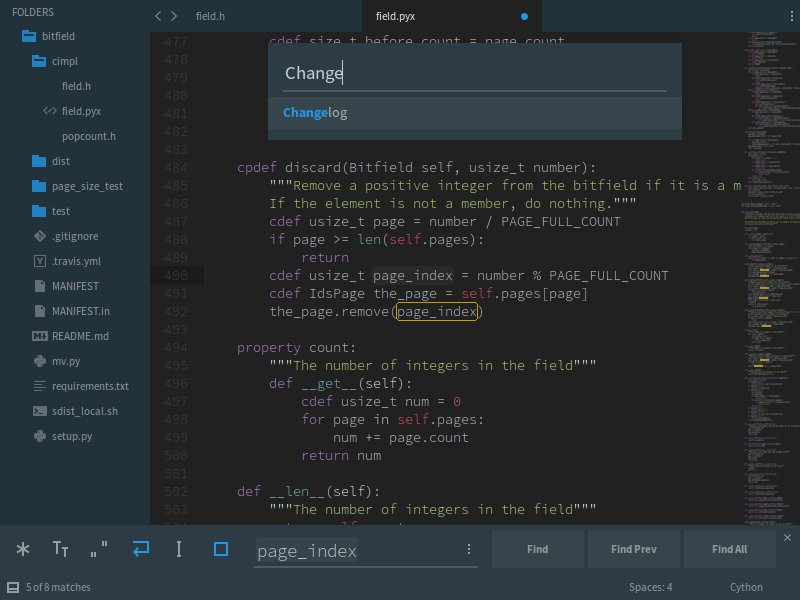 FOLDERS
bitfield
cimpl
field.h
field.pyx
popcount.h
dist
page_size_test
test
.gitignore
.travis.yml
MANIFEST
MANIFEST.in
README.md
mv.py
requirements.txt
sdist_local.sh
setup.py
field.h
field.pyx
Change
Changelog
477 cdef size_t before_count = page.count
478
479
480
481
482
483
484 cpdef discard(Bitfield self, usize_t number):
485 """Remove a positive integer from the bitfield if it is a m
486 If the element is not a member, do nothing."""
487 cdef usize_t page = number / PAGE_FULL_COUNT
488 if page >= len(self.pages):
489 return
490 cdef usize_t page_index = number % PAGE_FULL_COUNT
491 cdef IdsPage the_page = self.pages[page]
492 the_page.remove(page_index)
493
494 property count:
495 """The number of integers in the field"""
496 def __get__(self):
497 cdef usize_t num = 0
498 for page in self.pages:
499 num += page.count
500 return num
501
502 def __len__(self):
503 """The number of integers in the field"""
page_index
Find
Find Prev
Find All
5 of 8 matches
Spaces: 4
Cython